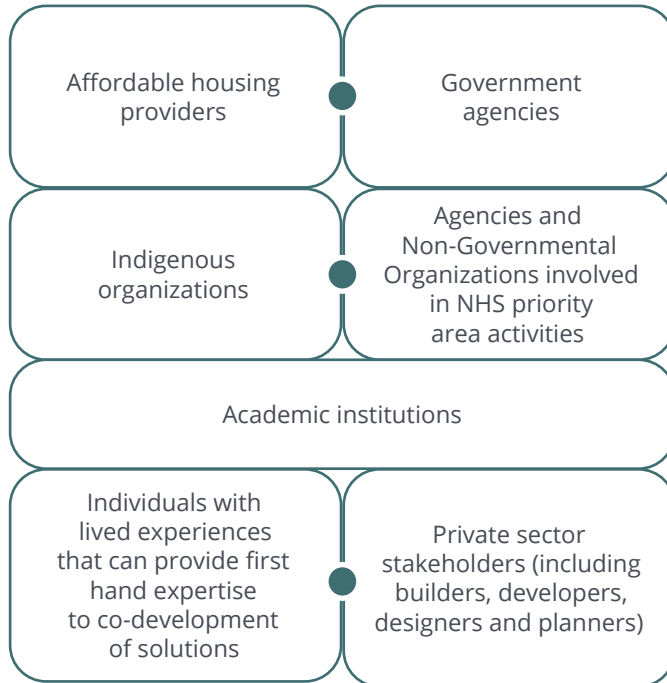 Affordable housing
providers
Government
agencies
Indigenous
organizations
Agencies and
Non-Governmental
Organizations involved
in NHS priority
area activities
Academic institutions
Individuals with
lived experiences
that can provide first
hand expertise
to co-development
of solutions
Private sector
stakeholders (including
builders, developers,
designers and planners)